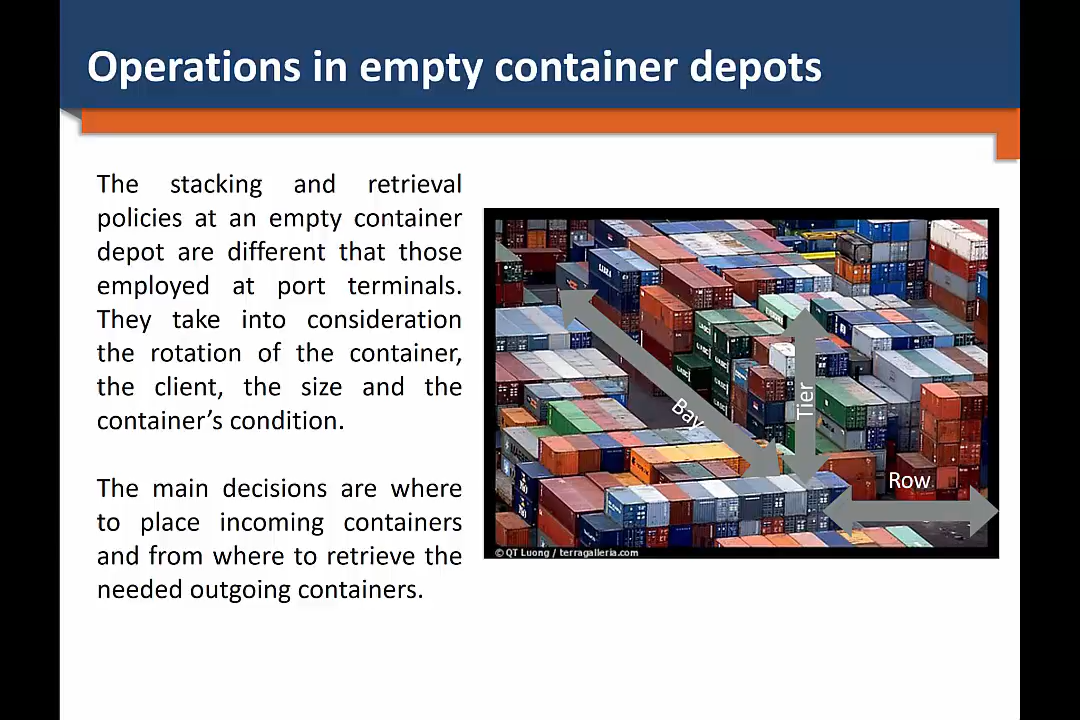 Operations in empty container depots
The stacking and retrieval
policies at an empty container
depot are different that those
employed at port terminals.
They take into consideration
the rotation of the container,
the client, the size and the
container’s condition.
The main decisions are where
to place incoming containers
and from where to retrieve the
needed outgoing containers.
Bay
Tier
Row
© QT Luong / terragalleria.com